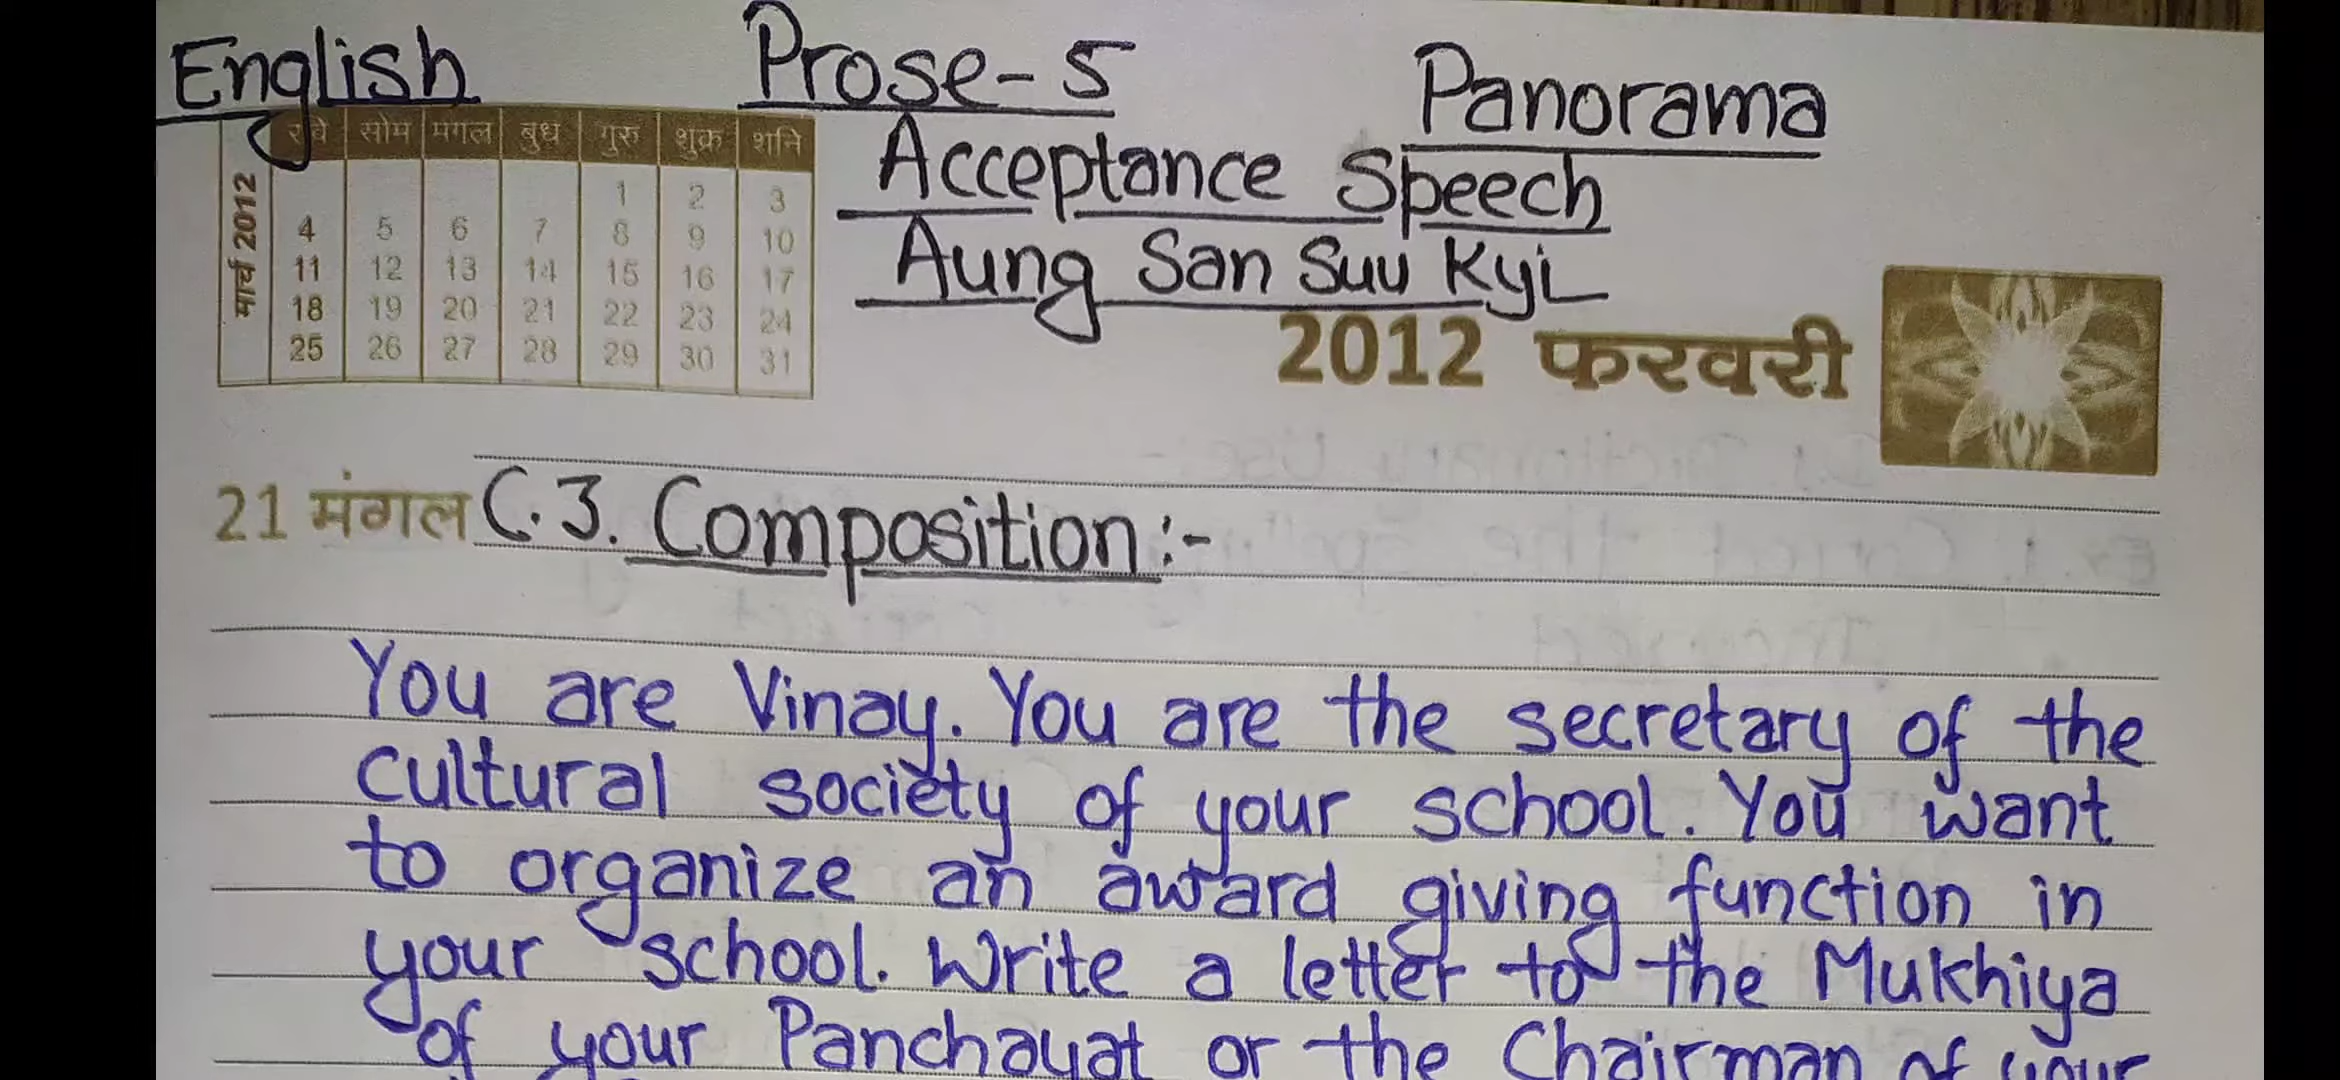 English Prose-5 Panorama
Acceptance Speech
Aung San Suu Kyi
मार्च 2012
रवि सोम मंगल बुध गुरु शुक्र शनि
1 2 3
4 5 6 7 8 9 10
11 12 13 14 15 16 17
18 19 20 21 22 23 24
25 26 27 28 29 30 31
2012 फरवरी
21 मंगल C.3. Composition:-
You are Vinay. You are the secretary of the
cultural society of your school. You want
to organize an award giving function in
your school. Write a letter to the Mukhiya
of your Panchayat or the Chairman of your